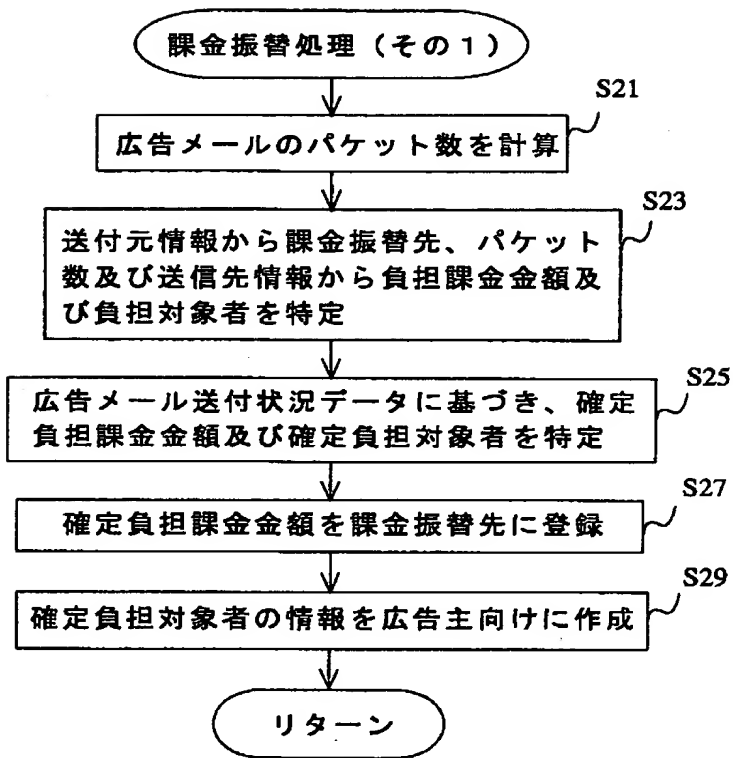 課金振替処理(その1)
S21
広告メールのパケット数を計算
S23
送付元情報から課金振替先、パケット
数及び送信先情報から負担課金金額及
び負担対象者を特定
S25
広告メール送付状況データに基づき、確定
負担課金金額及び確定負担対象者を特定
S27
確定負担課金金額を課金振替先に登録
S29
確定負担対象者の情報を広告主向けに作成
リターン